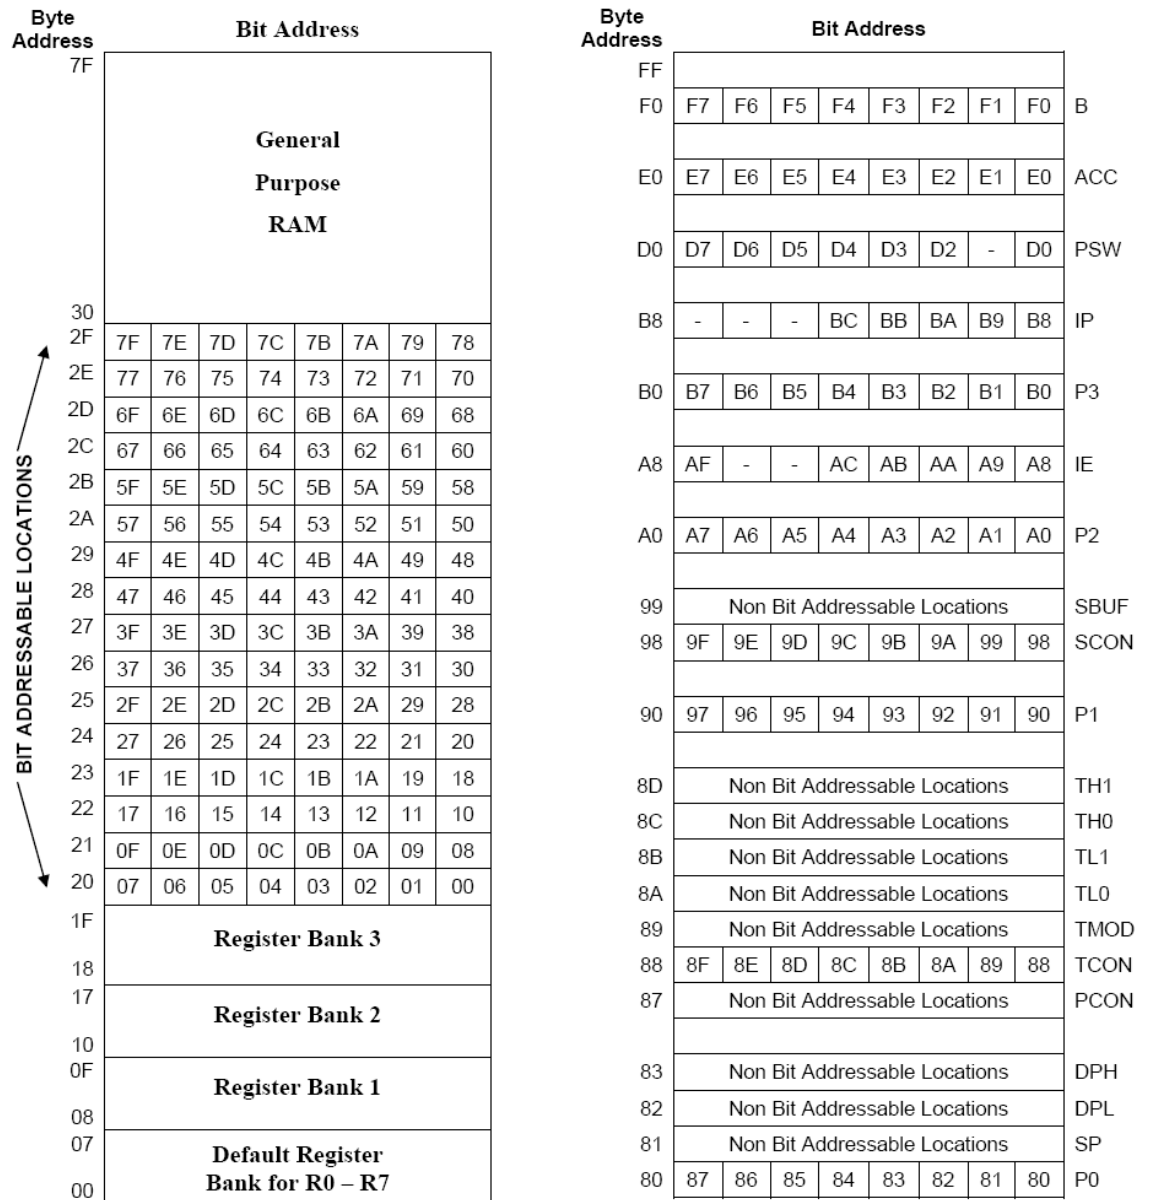 Byte
Address
Bit Address
7F
General
Purpose
RAM
30
2F 7F 7E 7D 7C 7B 7A 79 78
2E 77 76 75 74 73 72 71 70
2D 6F 6E 6D 6C 6B 6A 69 68
2C 67 66 65 64 63 62 61 60
2B 5F 5E 5D 5C 5B 5A 59 58
2A 57 56 55 54 53 52 51 50
29 4F 4E 4D 4C 4B 4A 49 48
28 47 46 45 44 43 42 41 40
27 3F 3E 3D 3C 3B 3A 39 38
26 37 36 35 34 33 32 31 30
25 2F 2E 2D 2C 2B 2A 29 28
24 27 26 25 24 23 22 21 20
23 1F 1E 1D 1C 1B 1A 19 18
22 17 16 15 14 13 12 11 10
21 0F 0E 0D 0C 0B 0A 09 08
20 07 06 05 04 03 02 01 00
BIT ADDRESSABLE LOCATIONS
1F
Register Bank 3
18
17
Register Bank 2
10
0F
Register Bank 1
08
07
Default Register
Bank for R0 – R7
00
Byte
Address
Bit Address
FF
F0 F7 F6 F5 F4 F3 F2 F1 F0 B
E0 E7 E6 E5 E4 E3 E2 E1 E0 ACC
D0 D7 D6 D5 D4 D3 D2 - D0 PSW
B8 - - - BC BB BA B9 B8 IP
B0 B7 B6 B5 B4 B3 B2 B1 B0 P3
A8 AF - - AC AB AA A9 A8 IE
A0 A7 A6 A5 A4 A3 A2 A1 A0 P2
99 Non Bit Addressable Locations SBUF
98 9F 9E 9D 9C 9B 9A 99 98 SCON
90 97 96 95 94 93 92 91 90 P1
8D Non Bit Addressable Locations TH1
8C Non Bit Addressable Locations TH0
8B Non Bit Addressable Locations TL1
8A Non Bit Addressable Locations TL0
89 Non Bit Addressable Locations TMOD
88 8F 8E 8D 8C 8B 8A 89 88 TCON
87 Non Bit Addressable Locations PCON
83 Non Bit Addressable Locations DPH
82 Non Bit Addressable Locations DPL
81 Non Bit Addressable Locations SP
80 87 86 85 84 83 82 81 80 P0